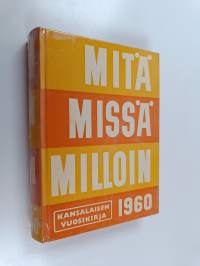 MITÄ
MISSÄ
MILLOIN
KANSALAISEN
VUOSIKIRJA
1960